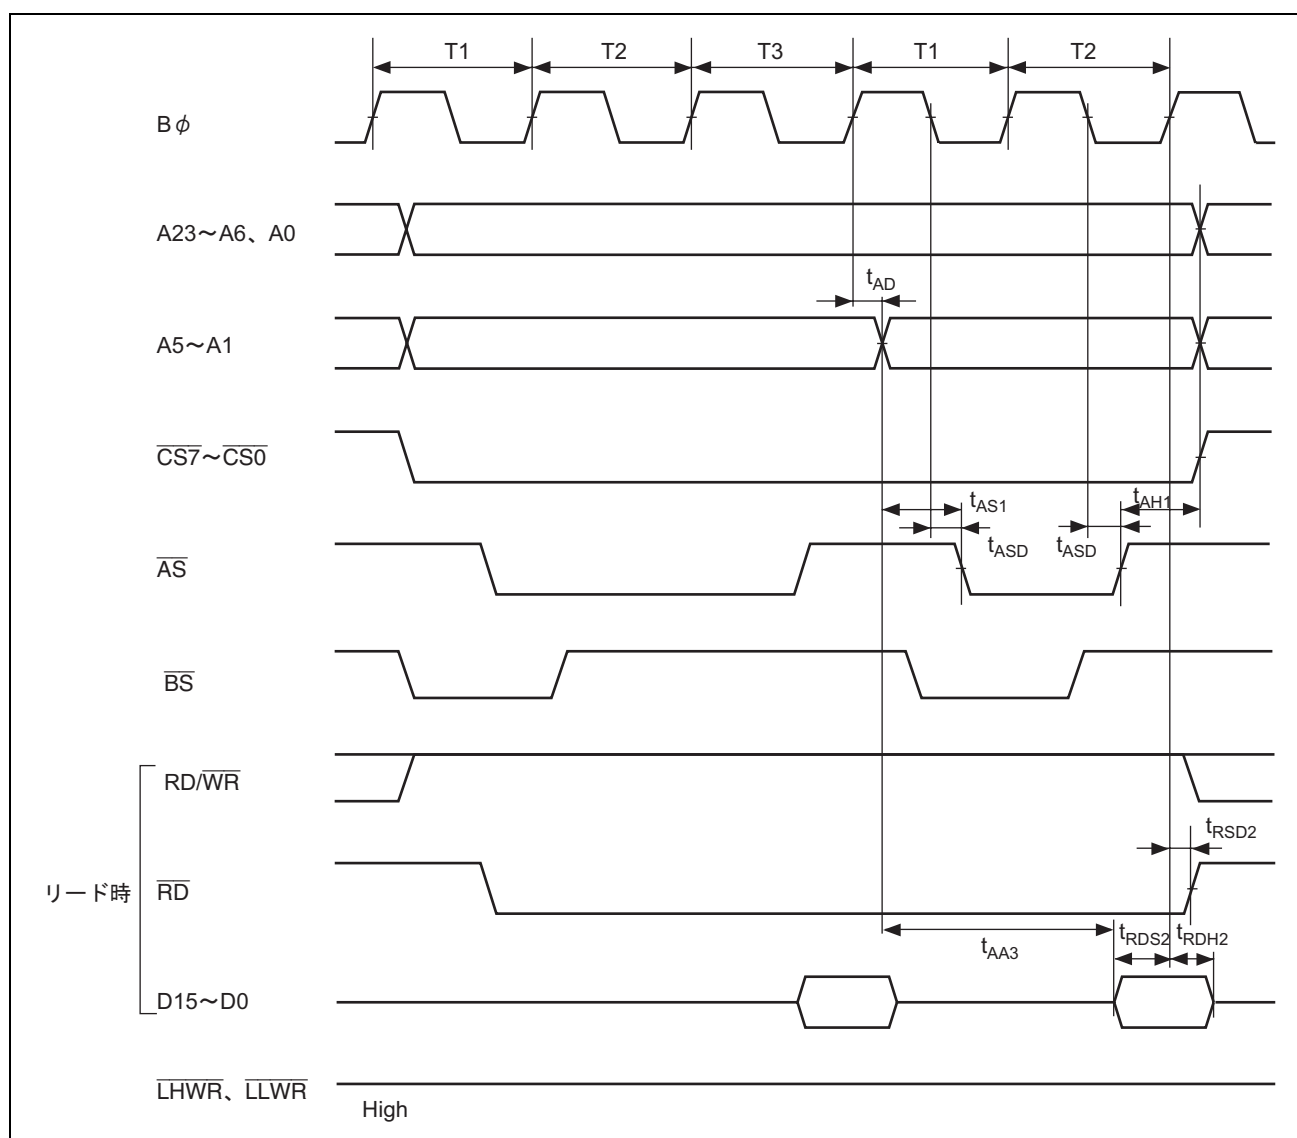 T1 T2 T3 T1 T2
Bφ
A23〜A6、A0
tAD
A5〜A1
CS7〜CS0
tAS1 tAH1
tASD tASD
AS
BS
RD/WR
tRSD2
リード時
RD
tAA3 tRDS2 tRDH2
D15〜D0
LHWR、LLWR
High